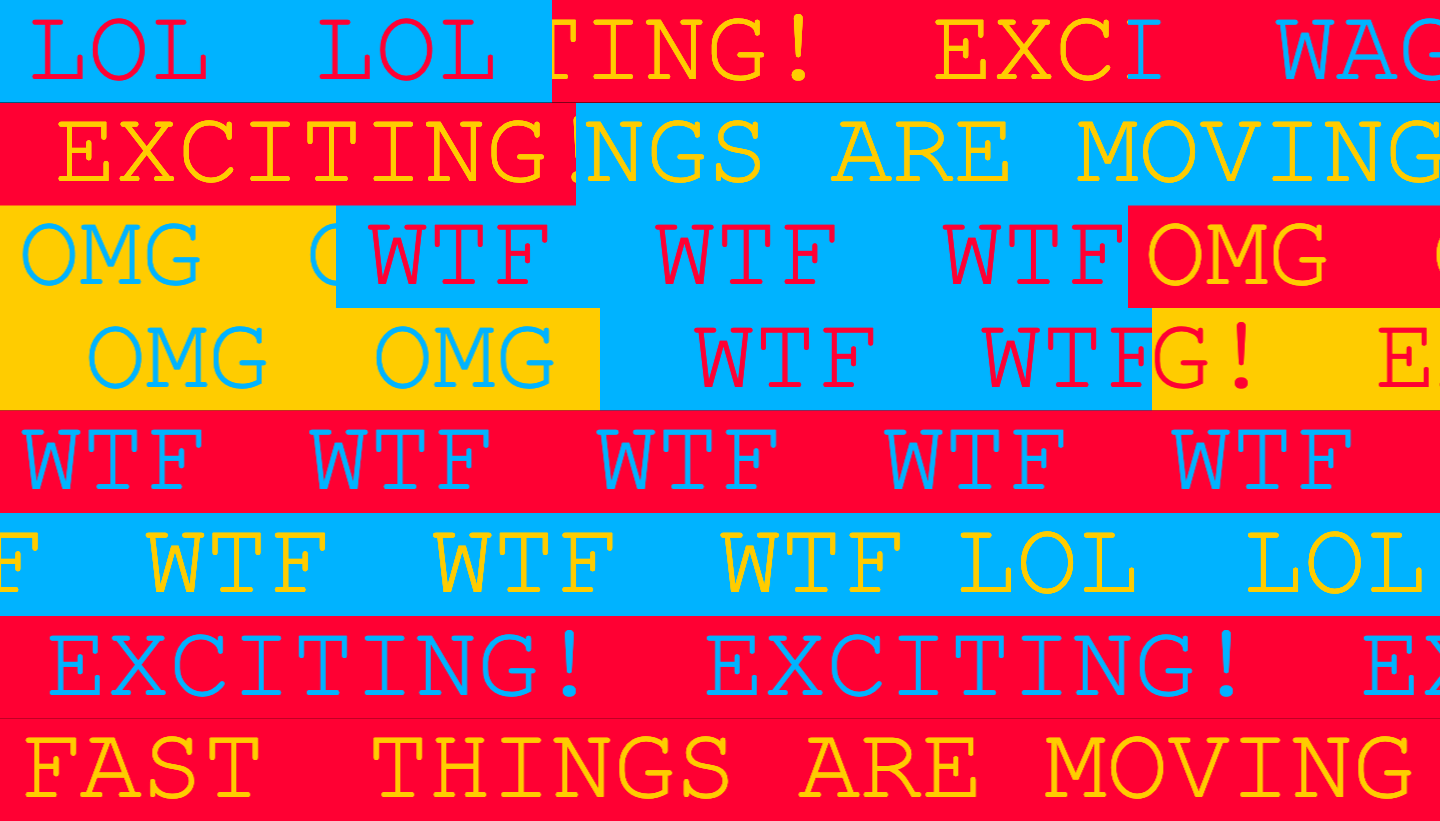 LOL LOL TING! EXCI WAG
EXCITING! NGS ARE MOVING
OMG WTF WTF WTF OMG
OMG OMG WTF WTF G! E
WTF WTF WTF WTF WTF
F WTF WTF WTF LOL LOL
EXCITING! EXCITING! EX
FAST THINGS ARE MOVING